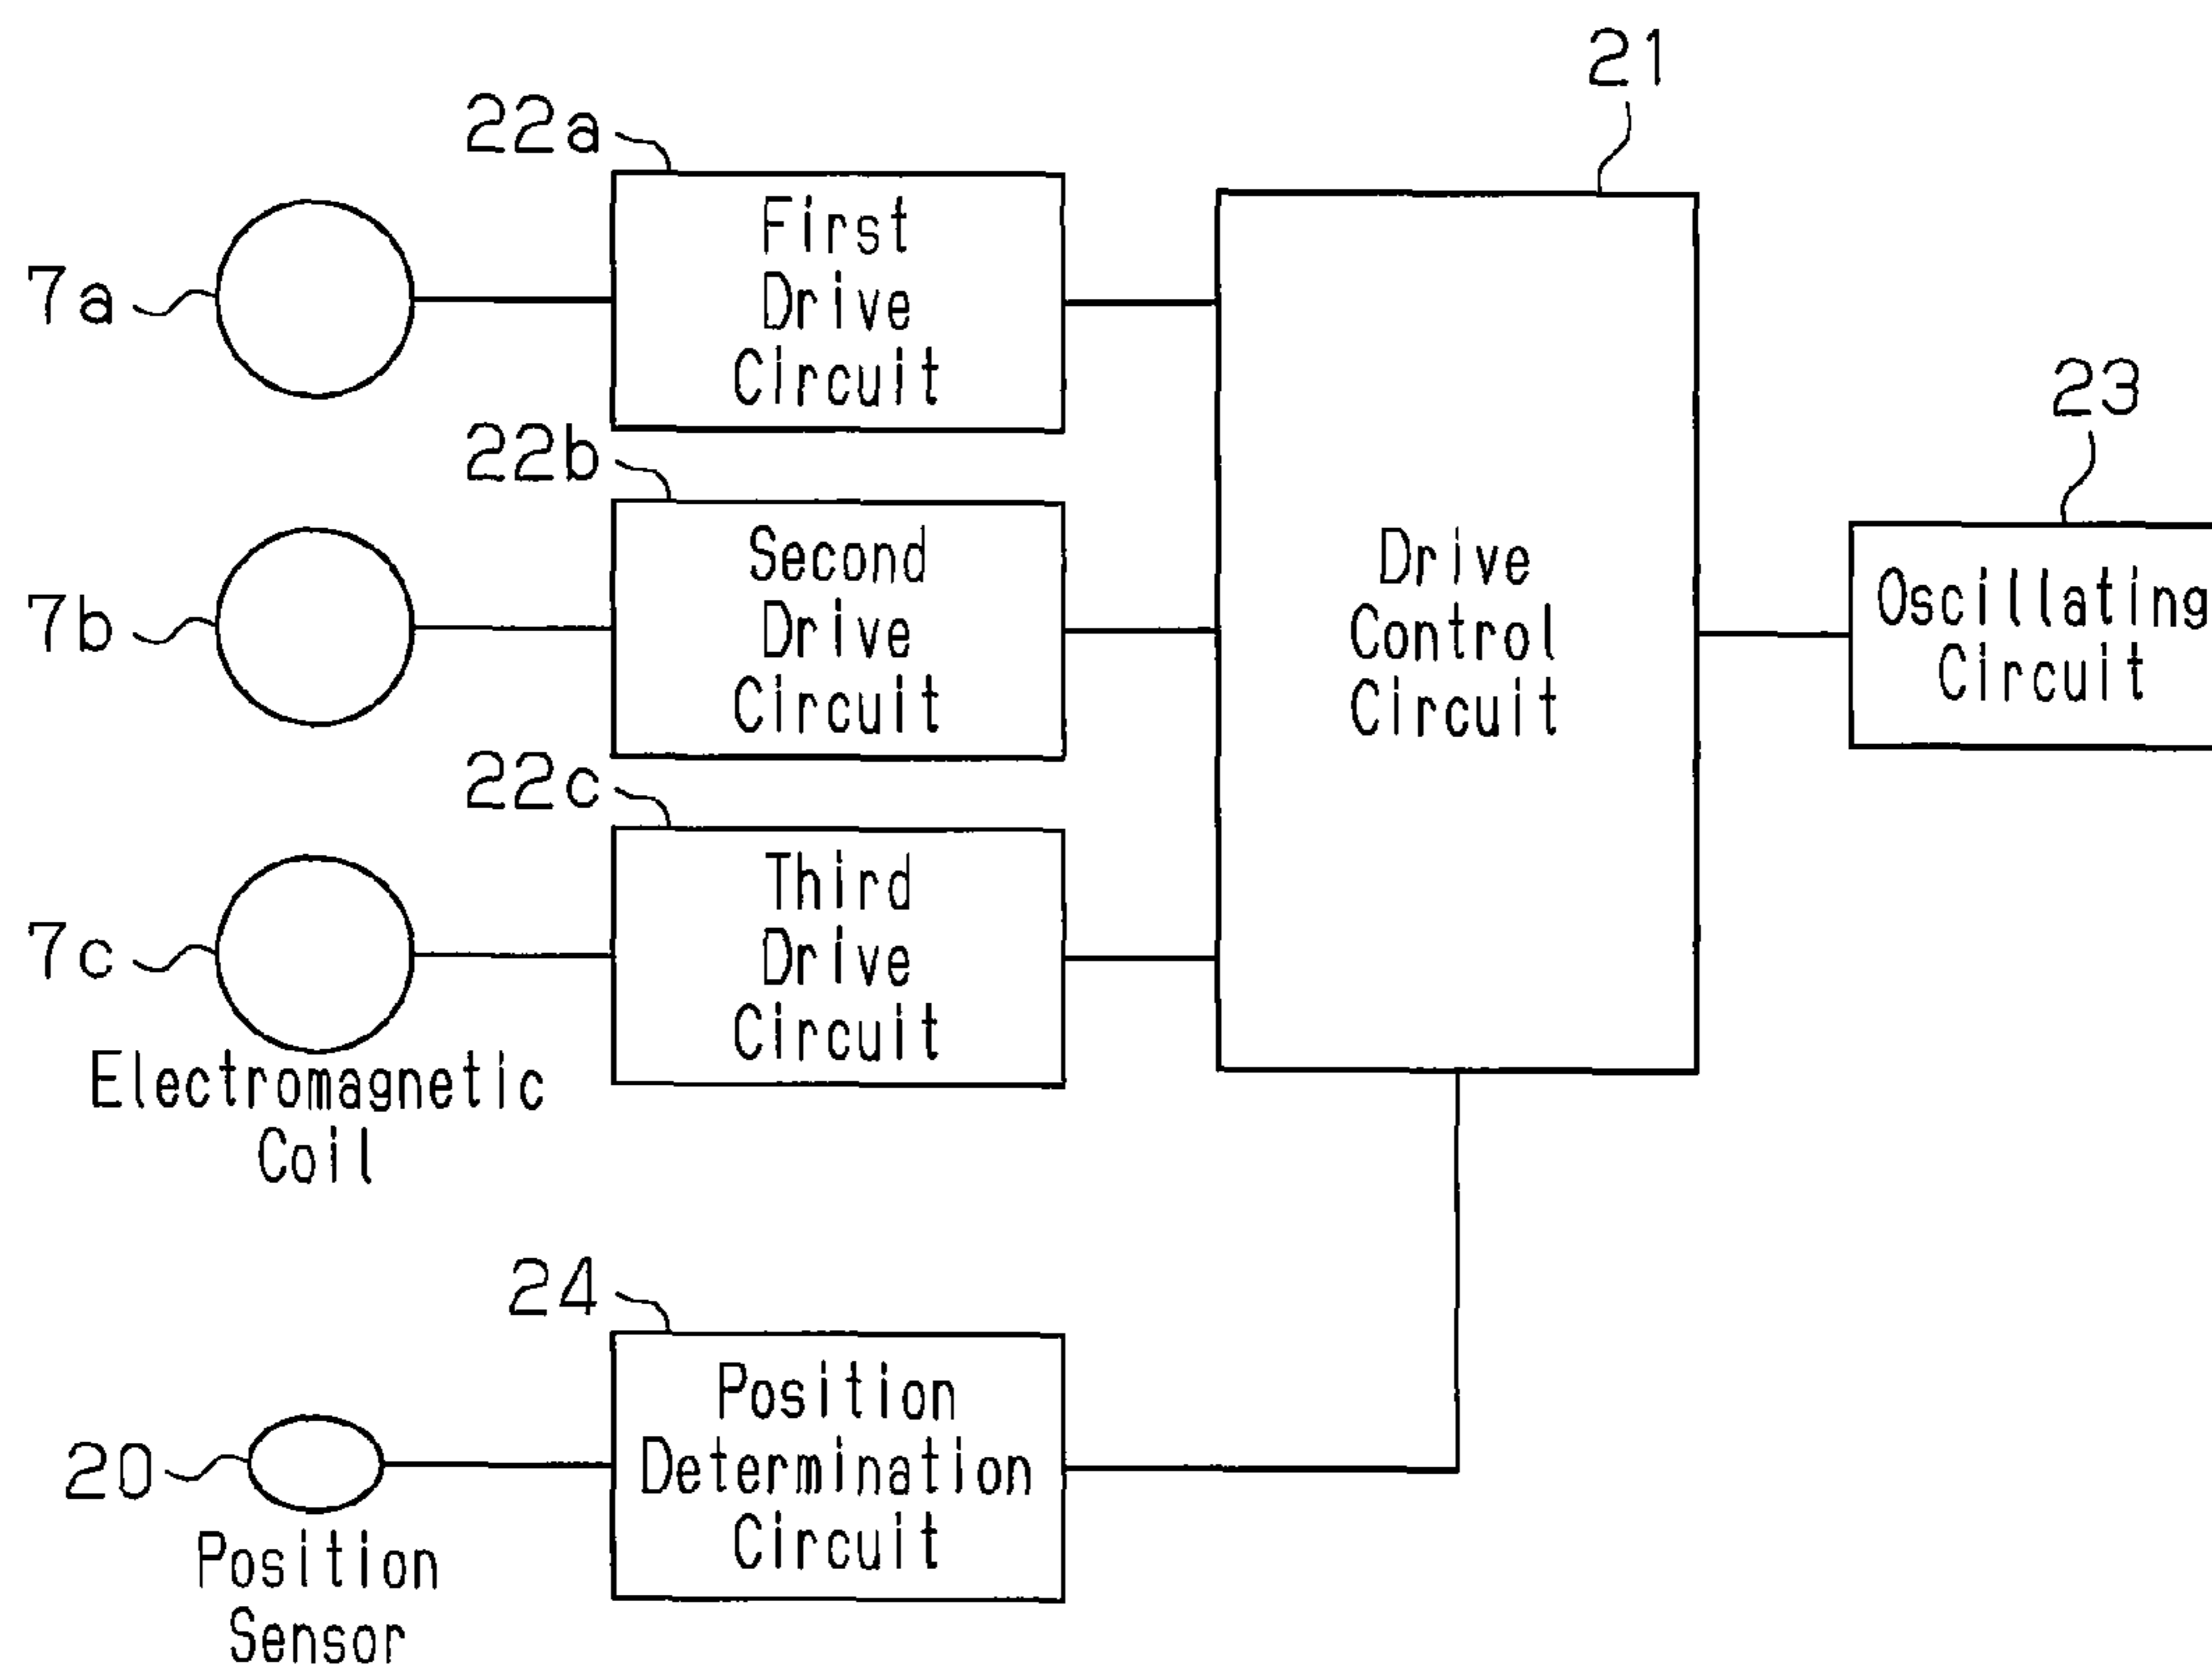 21
22a
First
Drive
Circuit
7a
23
22b
Second
Drive
Circuit
7b
Drive
Control
Circuit
Oscillating
Circuit
22c
Third
Drive
Circuit
7c
Electromagnetic
Coil
24
Position
Determination
Circuit
20
Position
Sensor